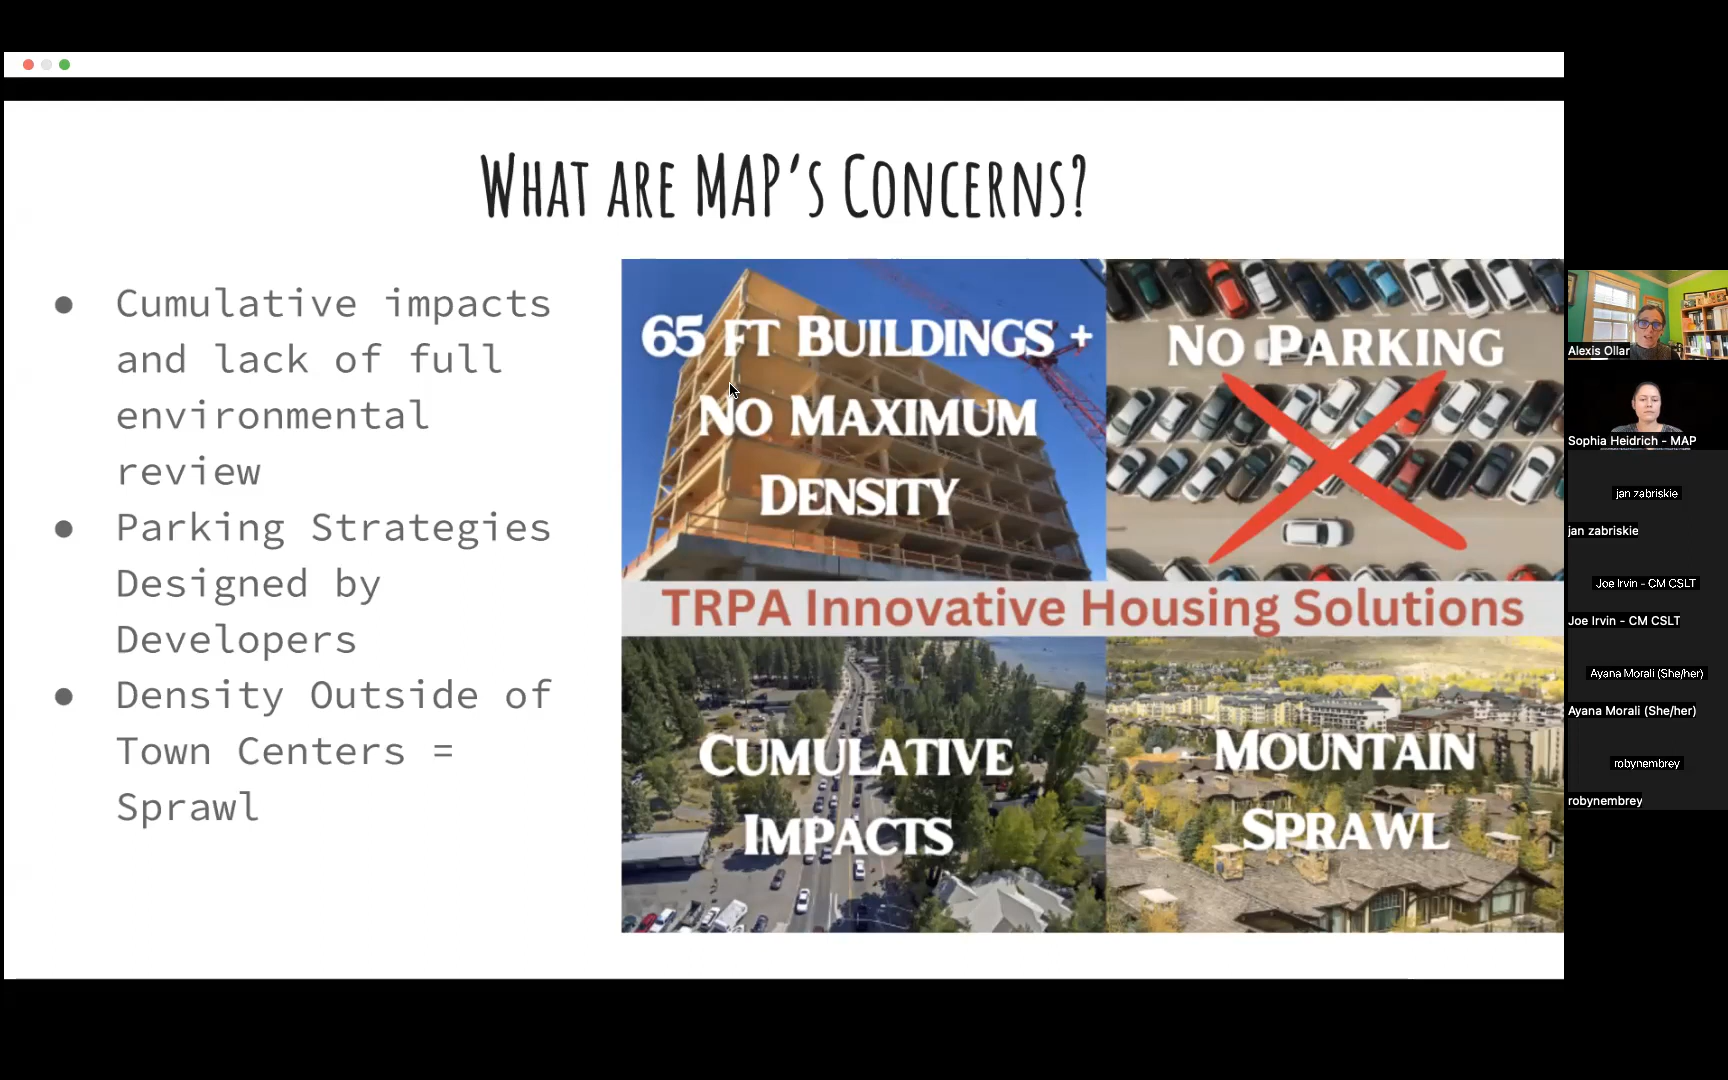 What are MAP's Concerns?
● Cumulative impacts
and lack of full
environmental
review
● Parking Strategies
Designed by
Developers
● Density Outside of
Town Centers =
Sprawl
65 ft Buildings +
No Maximum
Density
No Parking
TRPA Innovative Housing Solutions
Cumulative
Impacts
Mountain
Sprawl
Alexis Ollar
Sophia Heidrich - MAP
jan zabriskie
jan zabriskie
Joe Irvin - CM CSLT
Joe Irvin - CM CSLT
Ayana Morali (She/her)
Ayana Morali (She/her)
robynembrey
robynembrey